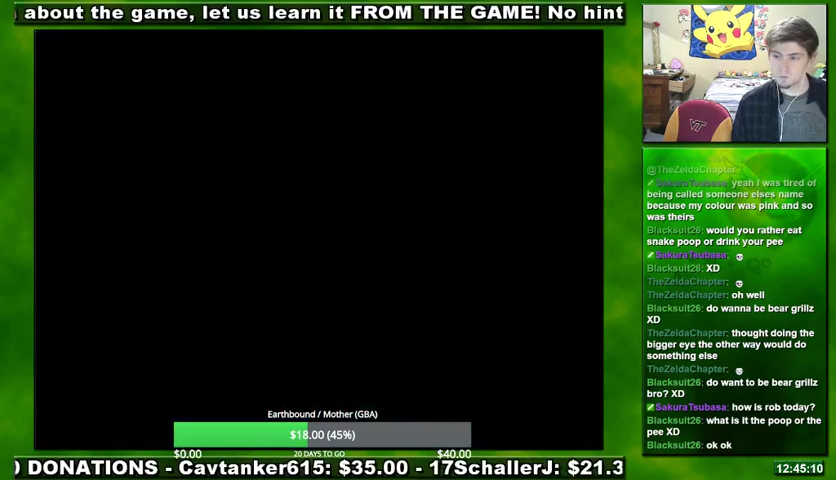 about the game, let us learn it FROM THE GAME! No hint
VT
@TheZeldaChapter
SakuraTsubasa: yeah I was tired of
being called someone elses name
because my colour was pink and so
was theirs
Blacksuit26: would you rather eat
snake poop or drink your pee
SakuraTsubasa:
Blacksuit26: XD
TheZeldaChapter:
TheZeldaChapter: oh well
Blacksuit26: do wanna be bear grillz
XD
TheZeldaChapter: thought doing the
bigger eye the other way would do
something else
TheZeldaChapter:
Blacksuit26: do want to be bear grillz
bro? XD
SakuraTsubasa: how is rob today?
Blacksuit26: what is it the poop or the
pee XD
Blacksuit26: ok ok
Earthbound / Mother (GBA)
$18.00 (45%)
$0.00 20 DAYS TO GO $40.00
DONATIONS - Cavtanker615: $35.00 - 17SchallerJ: $21.3
12:45:10